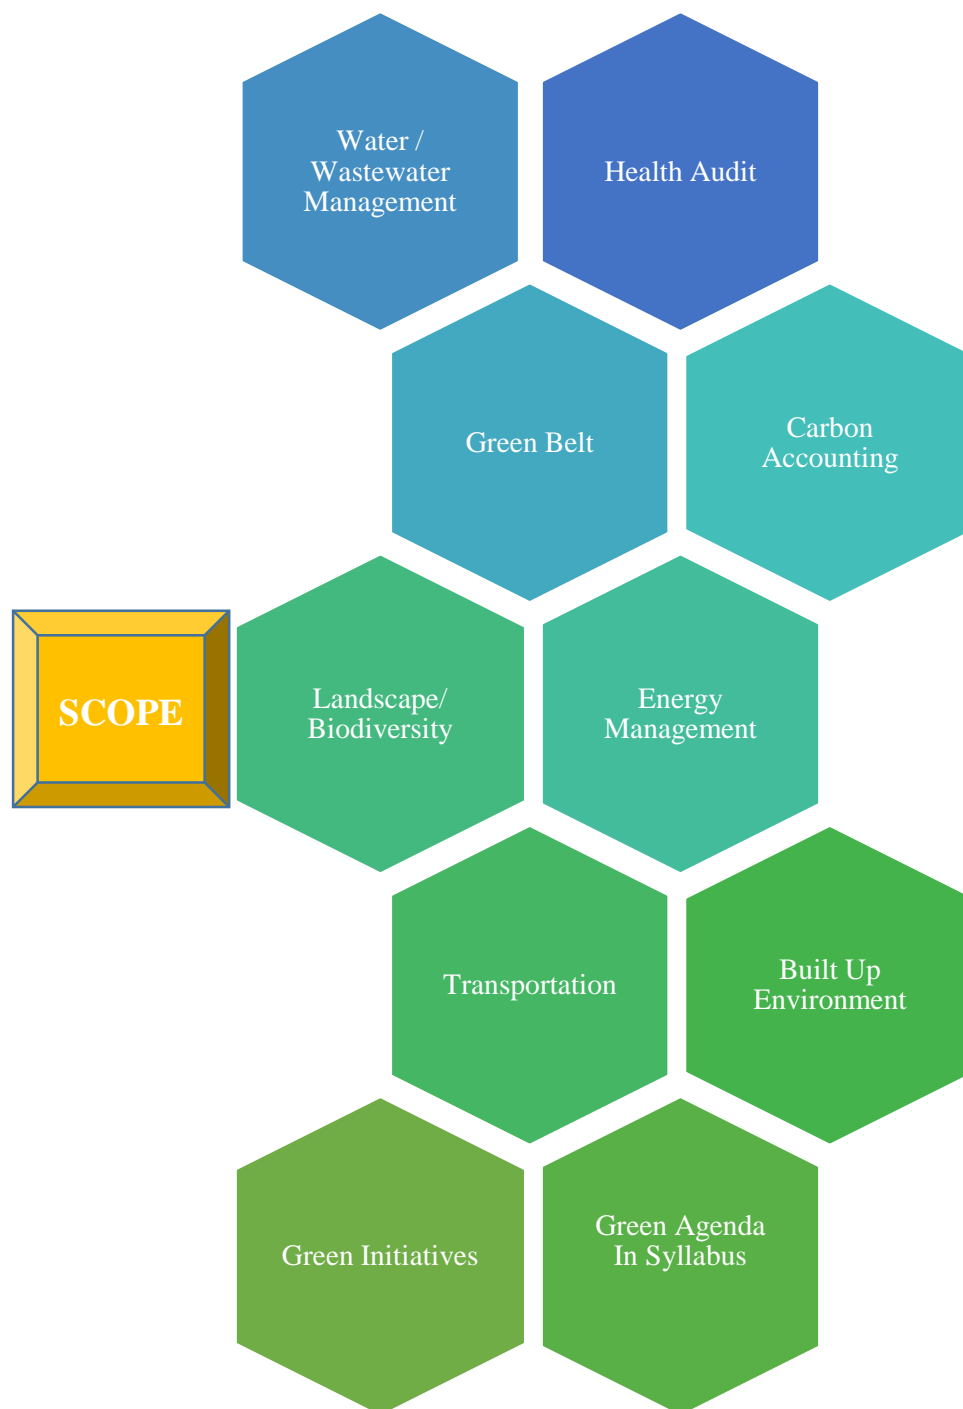 Water /
Wastewater
Management
Health Audit
Green Belt
Carbon
Accounting
SCOPE
Landscape/
Biodiversity
Energy
Management
Transportation
Built Up
Environment
Green Initiatives
Green Agenda
In Syllabus